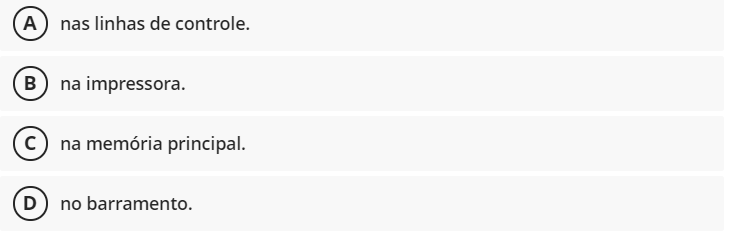 A nas linhas de controle.
B na impressora.
C na memória principal.
D no barramento.